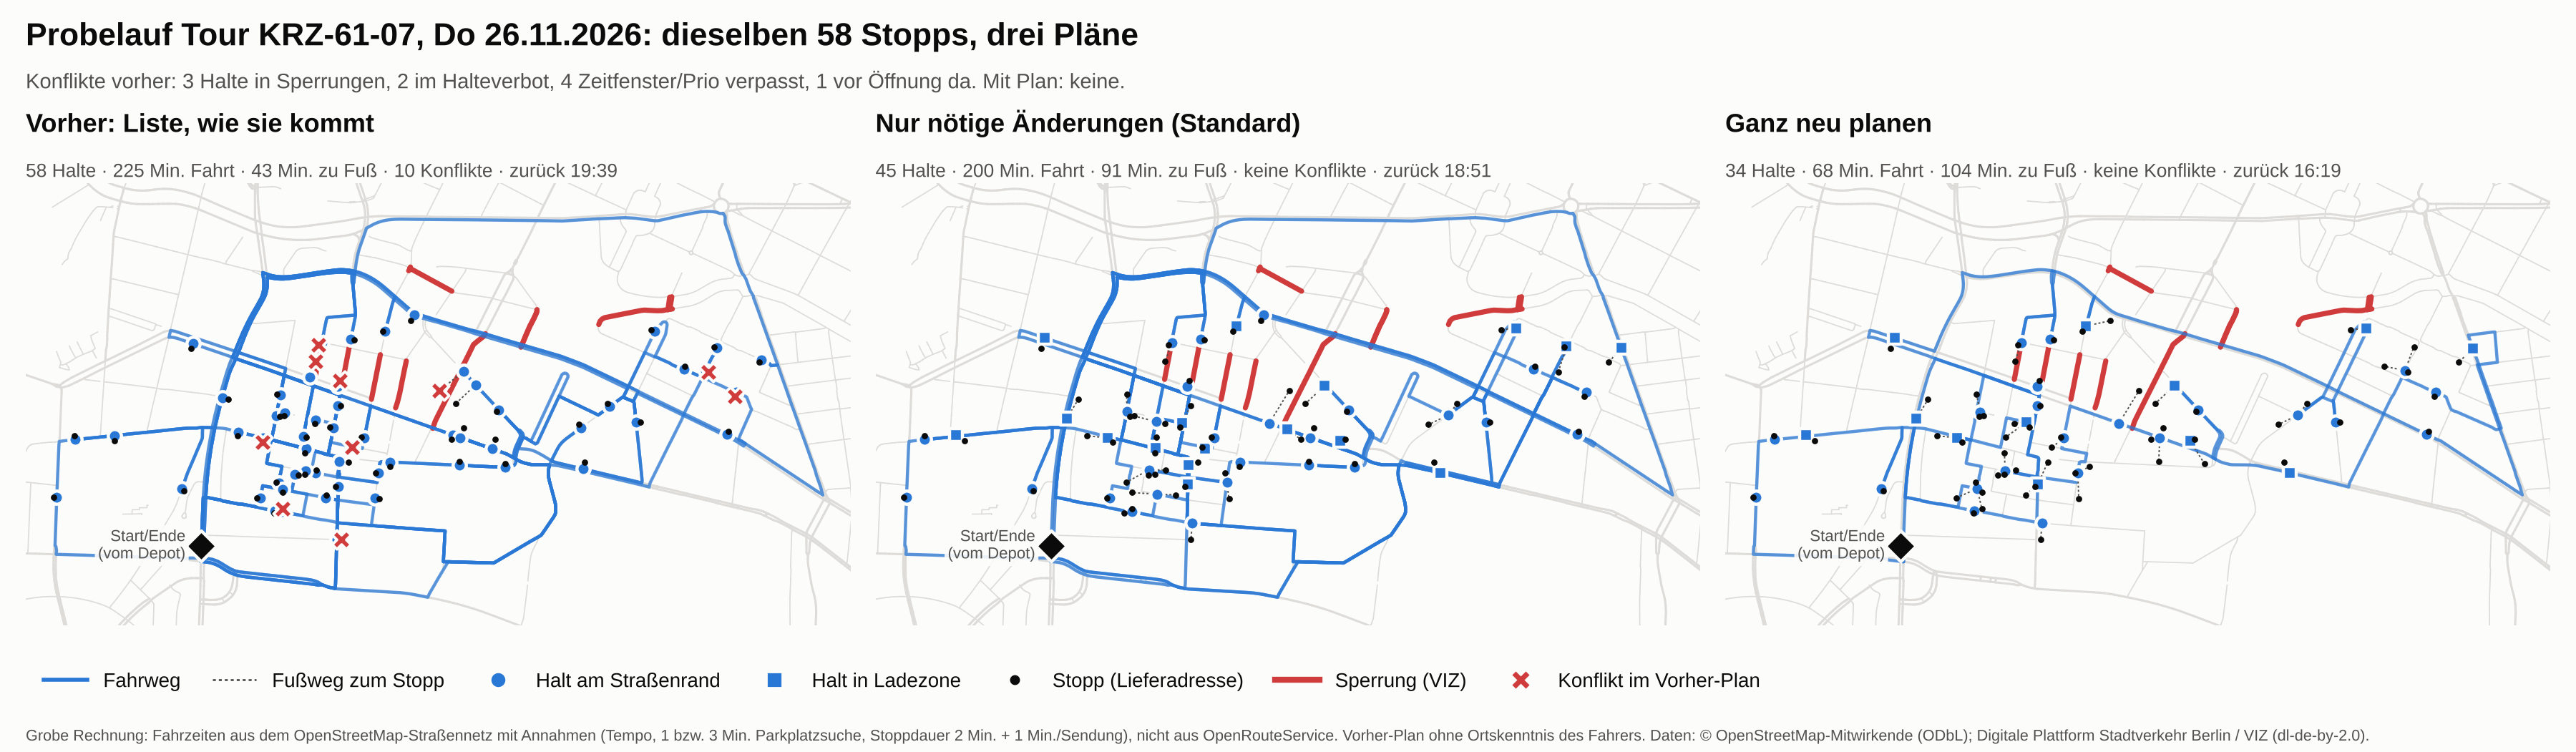 Probelauf Tour KRZ-61-07, Do 26.11.2026: dieselben 58 Stopps, drei Pläne
Konflikte vorher: 3 Halte in Sperrungen, 2 im Halteverbot, 4 Zeitfenster/Prio verpasst, 1 vor Öffnung da. Mit Plan: keine.
Vorher: Liste, wie sie kommt
58 Halte · 225 Min. Fahrt · 43 Min. zu Fuß · 10 Konflikte · zurück 19:39
Start/Ende
(vom Depot)
Nur nötige Änderungen (Standard)
45 Halte · 200 Min. Fahrt · 91 Min. zu Fuß · keine Konflikte · zurück 18:51
Start/Ende
(vom Depot)
Ganz neu planen
34 Halte · 68 Min. Fahrt · 104 Min. zu Fuß · keine Konflikte · zurück 16:19
Start/Ende
(vom Depot)
Fahrweg
Fußweg zum Stopp
Halt am Straßenrand
Halt in Ladezone
Stopp (Lieferadresse)
Sperrung (VIZ)
Konflikt im Vorher-Plan
Grobe Rechnung: Fahrzeiten aus dem OpenStreetMap-Straßennetz mit Annahmen (Tempo, 1 bzw. 3 Min. Parkplatzsuche, Stoppdauer 2 Min. + 1 Min./Sendung), nicht aus OpenRouteService. Vorher-Plan ohne Ortskenntnis des Fahrers. Daten: © OpenStreetMap-Mitwirkende (ODbL); Digitale Plattform Stadtverkehr Berlin / VIZ (dl-de-by-2.0).